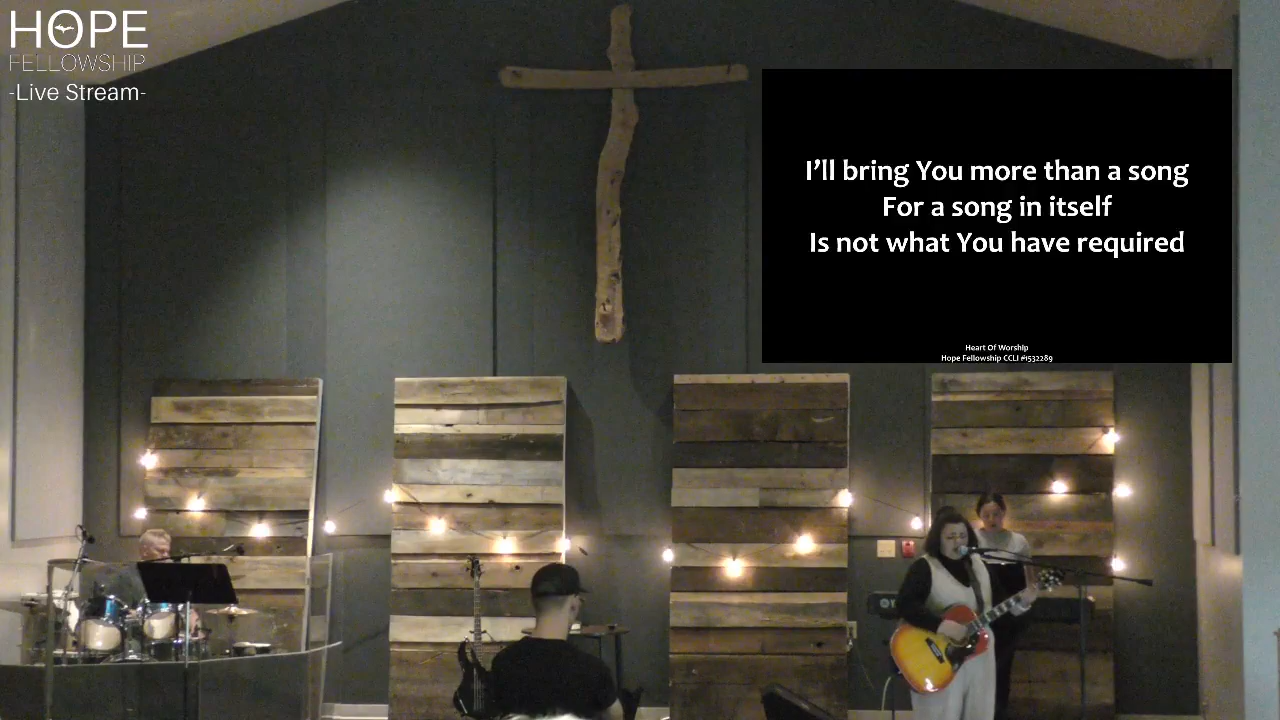 HOPE
FELLOWSHIP
-Live Stream-
I'll bring You more than a song
For a song in itself
Is not what You have required
Heart Of Worship
Hope Fellowship CCLI #1532289